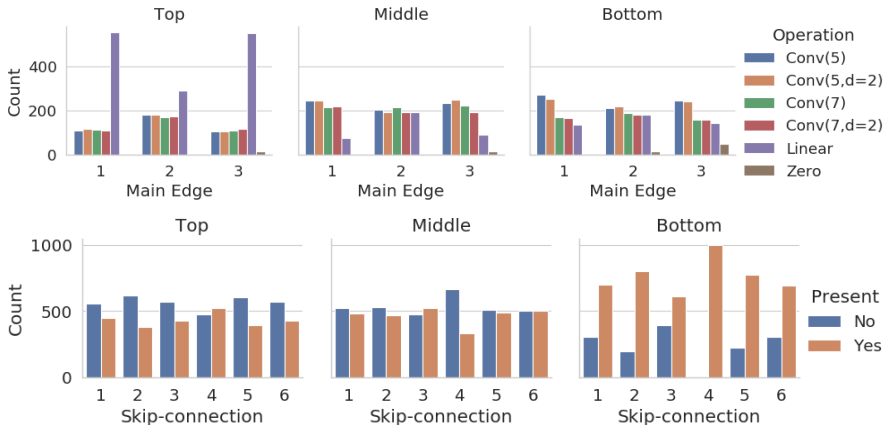 Top Middle Bottom
Operation
Conv(5)
Conv(5,d=2)
Conv(7)
Conv(7,d=2)
Linear
Zero
Count
400
200
0
1 2 3 1 2 3 1 2 3
Main Edge Main Edge Main Edge
Top Middle Bottom
Count
1000
500
0
Present
No
Yes
1 2 3 4 5 6 1 2 3 4 5 6 1 2 3 4 5 6
Skip-connection Skip-connection Skip-connection